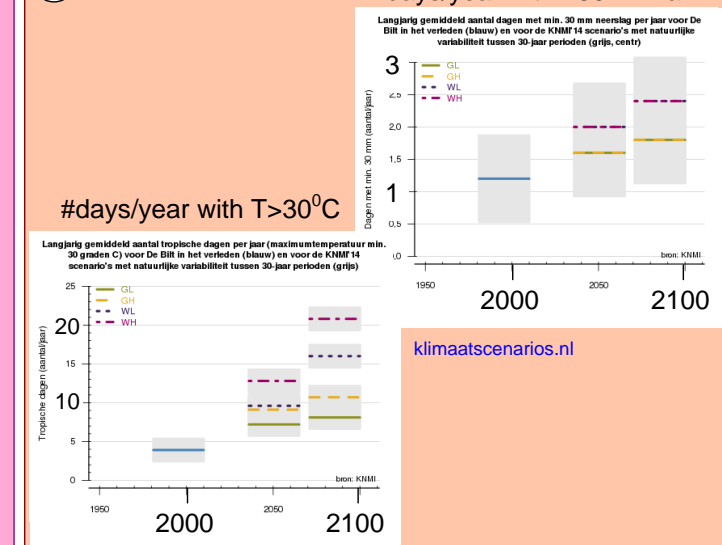 Langjarig gemiddeld aantal dagen met min. 30 mm neerslag per jaar voor De
Bilt in het verleden (blauw) en voor de KNMI'14 scenario's met natuurlijke
variabiliteit tussen 30-jaar perioden (grijs, centr)
3
GL
GH
WL
WH
2,5
2,0
1,5
1
0,5
Dagen met min. 30 mm (aantal/jaar)
bron: KNMI
1950
2000
2050
2100
#days/year with T>30⁰C
Langjarig gemiddeld aantal tropische dagen per jaar (maximumtemperatuur min.
30 graden C) voor De Bilt in het verleden (blauw) en voor de KNMI'14
scenario's met natuurlijke variabiliteit tussen 30-jaar perioden (grijs)
25
GL
GH
WL
WH
20
15
10
5
0
Tropische dagen (aantal/jaar)
bron: KNMI
1950
2000
2050
2100
klimaatscenarios.nl